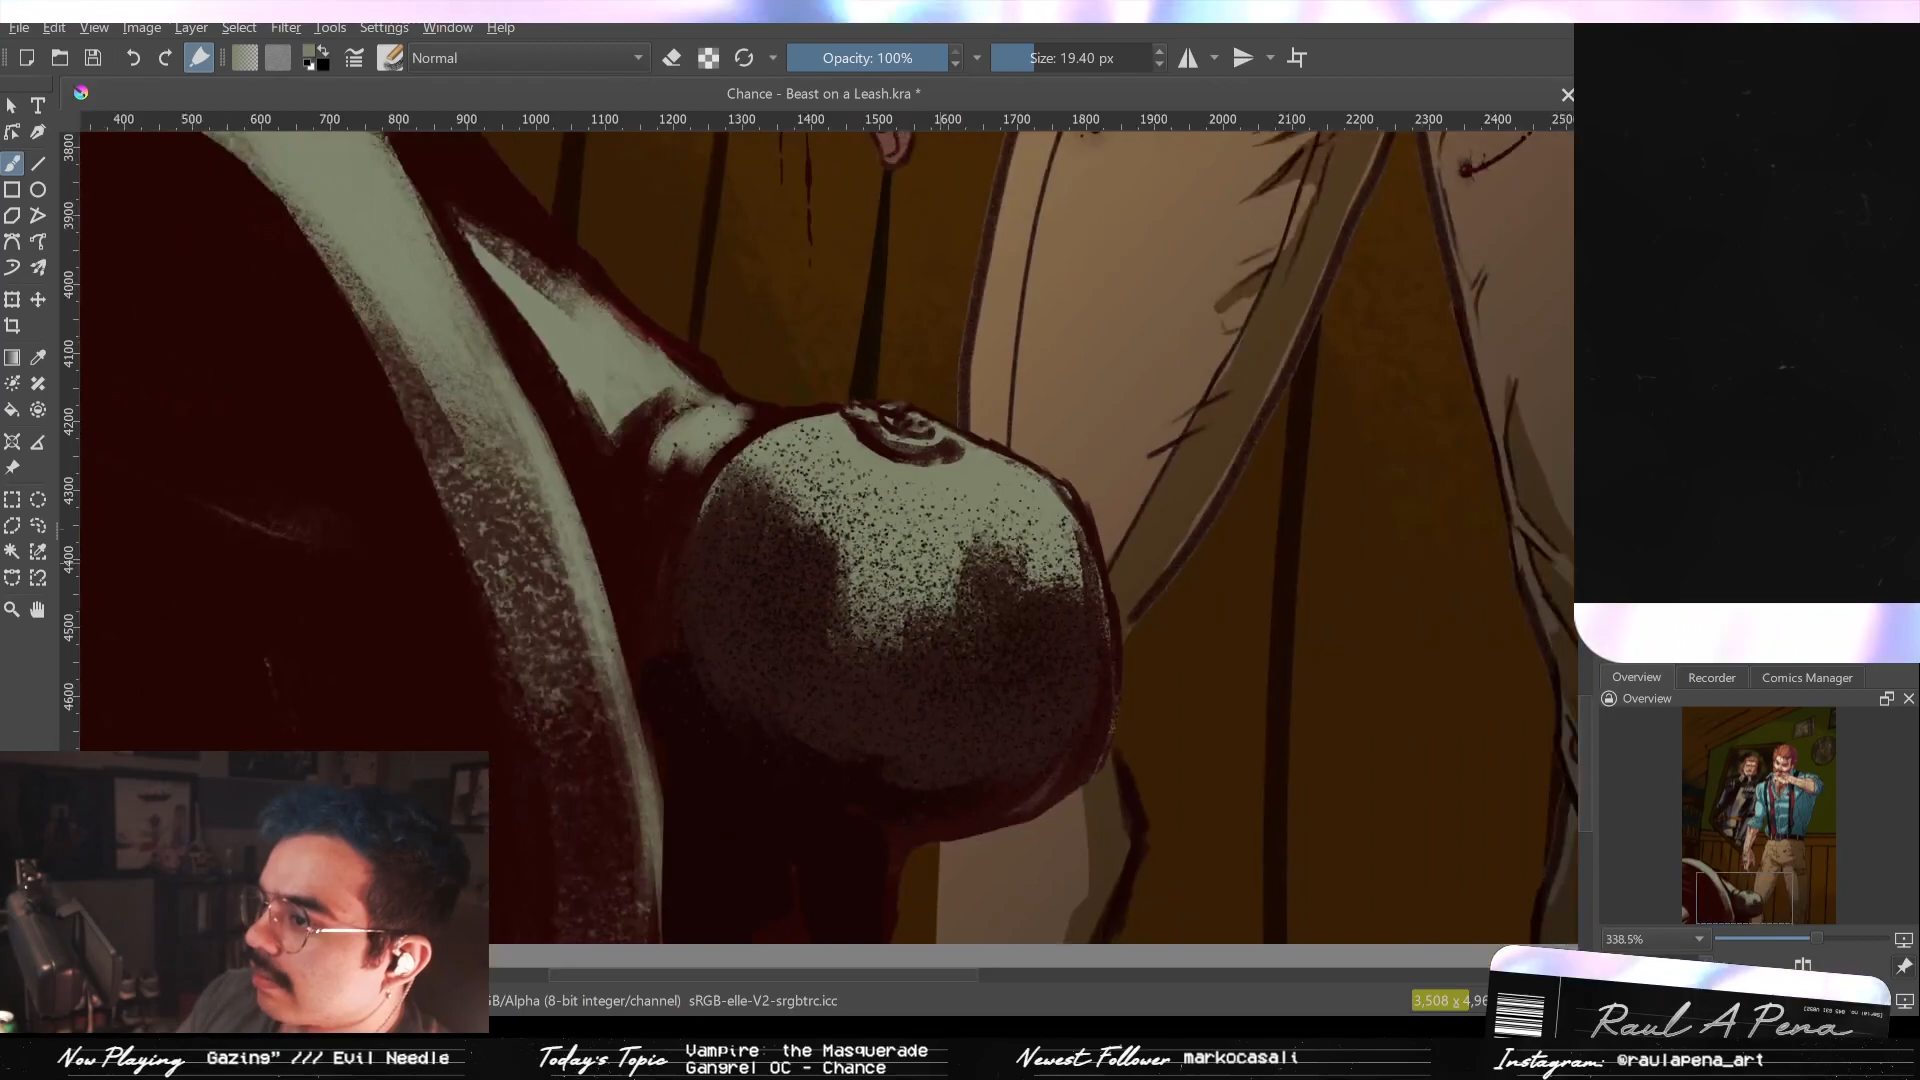 File Edit View Image Layer Select Filter Tools Settings Window Help
Normal
Opacity: 100%
Size: 19.40 px
Chance - Beast on a Leash.kra *
400 500 600 700 800 900 1000 1100 1200 1300 1400 1500 1600 1700 1800 1900 2000 2100 2200 2300 2400 250
3800
3900
4000
4100
4200
4300
4400
4500
4600
Overview Recorder Comics Manager
Overview
338.5%
GB/Alpha (8-bit integer/channel) sRGB-elle-V2-srgbtrc.icc
3,508 x 4,96
Raul A Pena
Now Playing Gazing" /// Evil Needle
Today's Topic Vampire: the Masquerade
Gangrel OC - Chance
Newest Follower markocasali
Instagram: @raulapena_art